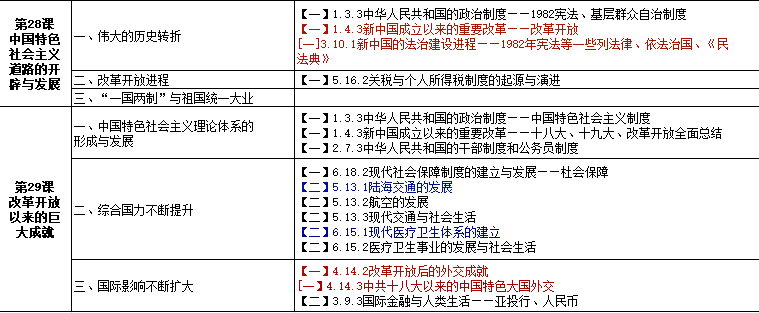 第28课
中国特色
社会主义
道路的开
辟与发展
一、伟大的历史转折
【一】1.3.3中华人民共和国的政治制度——1982宪法、基层群众自治制度
【一】1.4.3新中国成立以来的重要改革——改革开放
[一]3.10.1新中国的法治建设进程——1982年宪法等一些列法律、依法治国、《民
法典》
二、改革开放进程
【一】5.16.2关税与个人所得税制度的起源与演进
三、“一国两制”与祖国统一大业
第29课
改革开放
以来的巨
大成就
一、中国特色社会主义理论体系的
形成与发展
【一】1.3.3中华人民共和国的政治制度——中国特色社会主义制度
【一】1.4.3新中国成立以来的重要改革——十八大、十九大、改革开放全面总结
【一】2.7.3中华人民共和国的干部制度和公务员制度
二、综合国力不断提升
【一】6.18.2现代社会保障制度的建立与发展——社会保障
【二】5.13.1陆海交通的发展
【二】5.13.2航空的发展
【二】5.13.3现代交通与社会生活
【二】6.15.1现代医疗卫生体系的建立
【二】6.15.2医疗卫生事业的发展与社会生活
三、国际影响不断扩大
【一】4.14.2改革开放后的外交成就
[一】4.14.3中共十八大以来的中国特色大国外交
【二】3.9.3国际金融与人类生活——亚投行、人民币